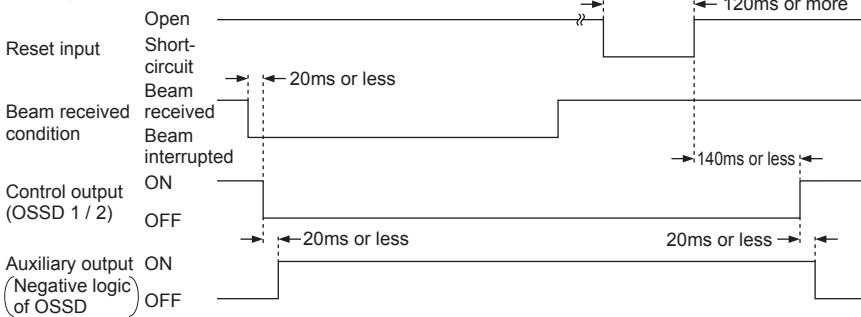 120ms or more
Open
Reset input
Short-
circuit
20ms or less
Beam
received
Beam received
condition
Beam
interrupted
140ms or less
Control output
(OSSD 1 / 2)
ON
OFF
20ms or less
20ms or less
Auxiliary output
(Negative logic
of OSSD)
ON
OFF